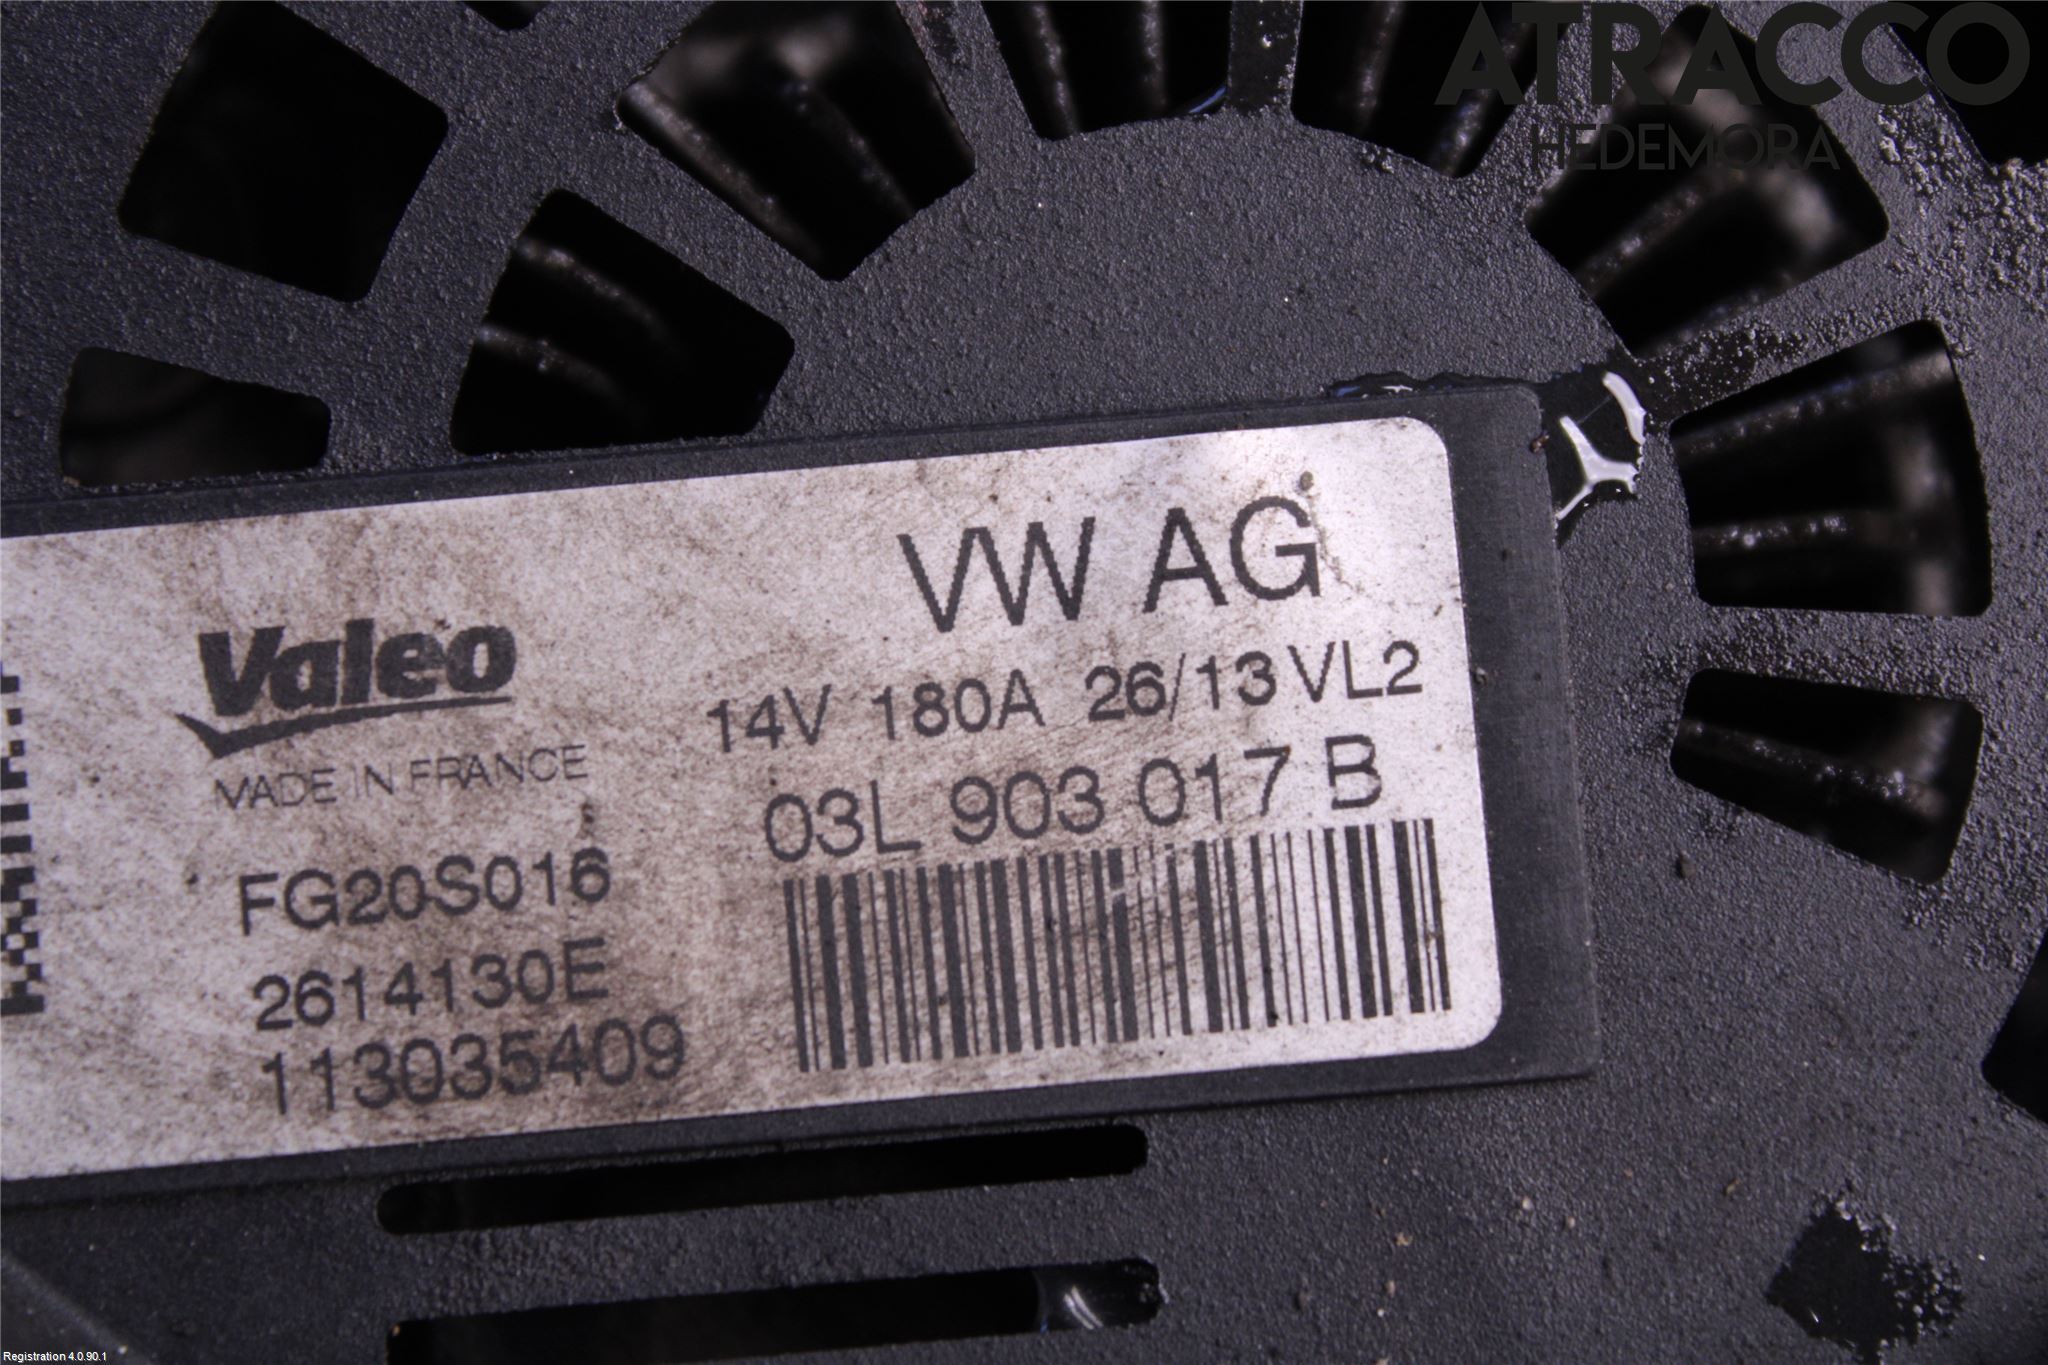 ATRACCO
HEDEMORA
VW AG
Valeo
14V 180A 26/13 VL2
MADE IN FRANCE
03L 903 017 B
FG20S016
2614130E
113035409
Registration 4.0.90.1